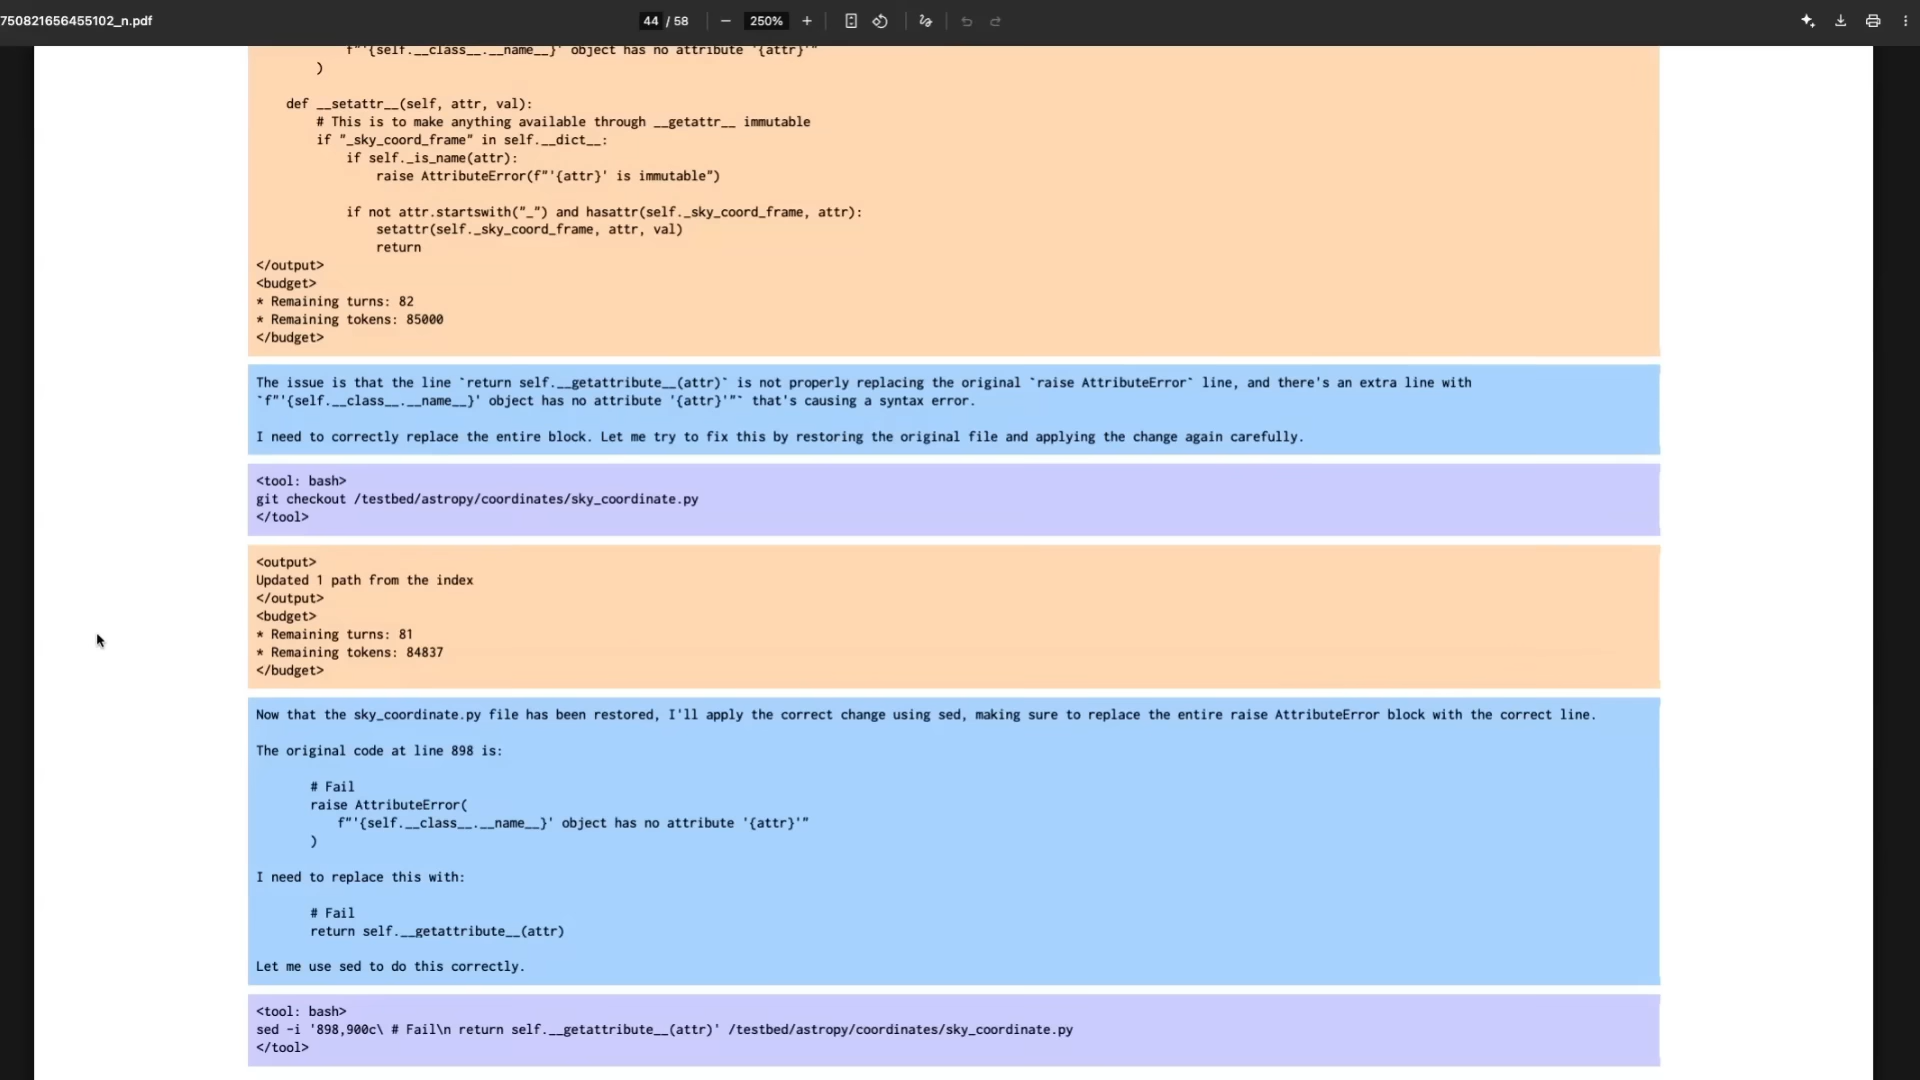 750821656455102_n.pdf
44 / 58
250%
f"'{self.__class__.__name__}' object has no attribute '{attr}'"
)
def __setattr__(self, attr, val):
# This is to make anything available through __getattr__ immutable
if "_sky_coord_frame" in self.__dict__:
if self._is_name(attr):
raise AttributeError(f"'{attr}' is immutable")
if not attr.startswith("_") and hasattr(self._sky_coord_frame, attr):
setattr(self._sky_coord_frame, attr, val)
return
</output>
<budget>
* Remaining turns: 82
* Remaining tokens: 85000
</budget>
The issue is that the line `return self.__getattribute__(attr)` is not properly replacing the original `raise AttributeError` line, and there's an extra line with
`f"'{self.__class__.__name__}' object has no attribute '{attr}'"` that's causing a syntax error.
I need to correctly replace the entire block. Let me try to fix this by restoring the original file and applying the change again carefully.
<tool: bash>
git checkout /testbed/astropy/coordinates/sky_coordinate.py
</tool>
<output>
Updated 1 path from the index
</output>
<budget>
* Remaining turns: 81
* Remaining tokens: 84837
</budget>
Now that the sky_coordinate.py file has been restored, I'll apply the correct change using sed, making sure to replace the entire raise AttributeError block with the correct line.
The original code at line 898 is:
# Fail
raise AttributeError(
f"'{self.__class__.__name__}' object has no attribute '{attr}'"
)
I need to replace this with:
# Fail
return self.__getattribute__(attr)
Let me use sed to do this correctly.
<tool: bash>
sed -i '898,900c\ # Fail\n return self.__getattribute__(attr)' /testbed/astropy/coordinates/sky_coordinate.py
</tool>